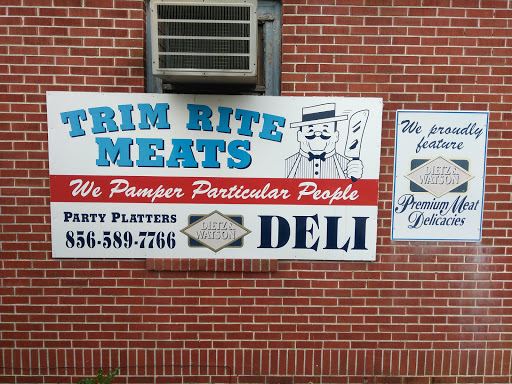 TRIM RITE
MEATS
We Pamper Particular People
PARTY PLATTERS
856-589-7766
DIETZ &
WATSON
DELI
We proudly
feature
DIETZ &
WATSON
Premium Meat
Delicacies